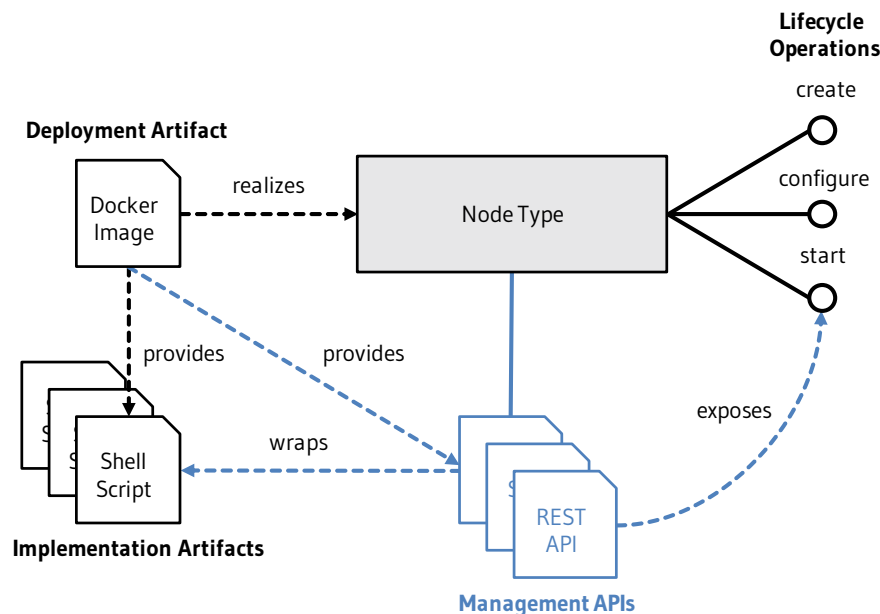 Lifecycle
Operations
create
Deployment Artifact
configure
realizes
Docker
Image
Node Type
start
provides
provides
exposes
wraps
Shell
Script
REST
API
Implementation Artifacts
Management APIs